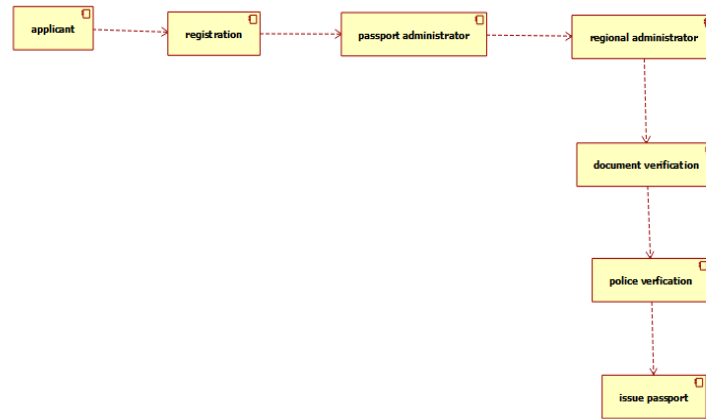 applicant
registration
passport administrator
regional administrator
document verification
police verfication
issue passport